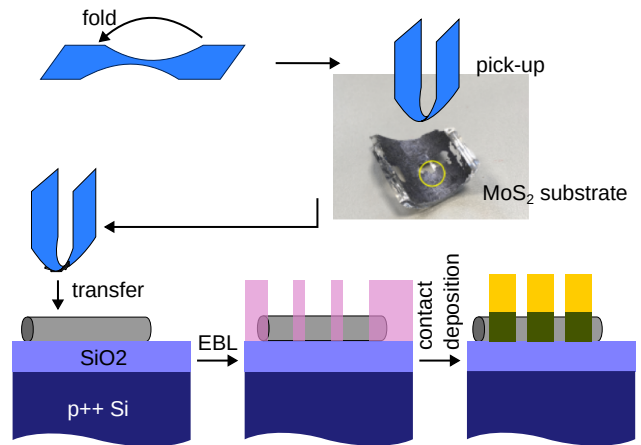 fold
pick-up
MoS₂ substrate
transfer
SiO2
p++ Si
EBL
contact
deposition